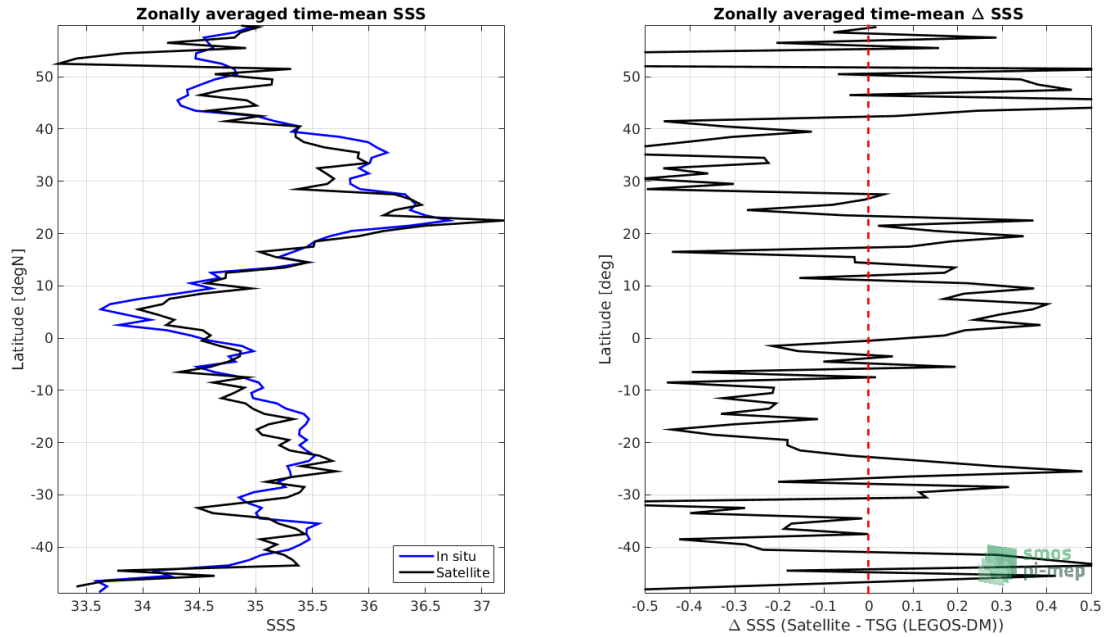 Zonally averaged time-mean SSS
Latitude [degN]
50
40
30
20
10
0
-10
-20
-30
-40
33.5 34 34.5 35 35.5 36 36.5 37
SSS
In situ
Satellite
Zonally averaged time-mean Δ SSS
Latitude [deg]
50
40
30
20
10
0
-10
-20
-30
-40
-0.5 -0.4 -0.3 -0.2 -0.1 0 0.1 0.2 0.3 0.4 0.5
Δ SSS (Satellite - TSG (LEGOS-DM))
smos
pi-mep